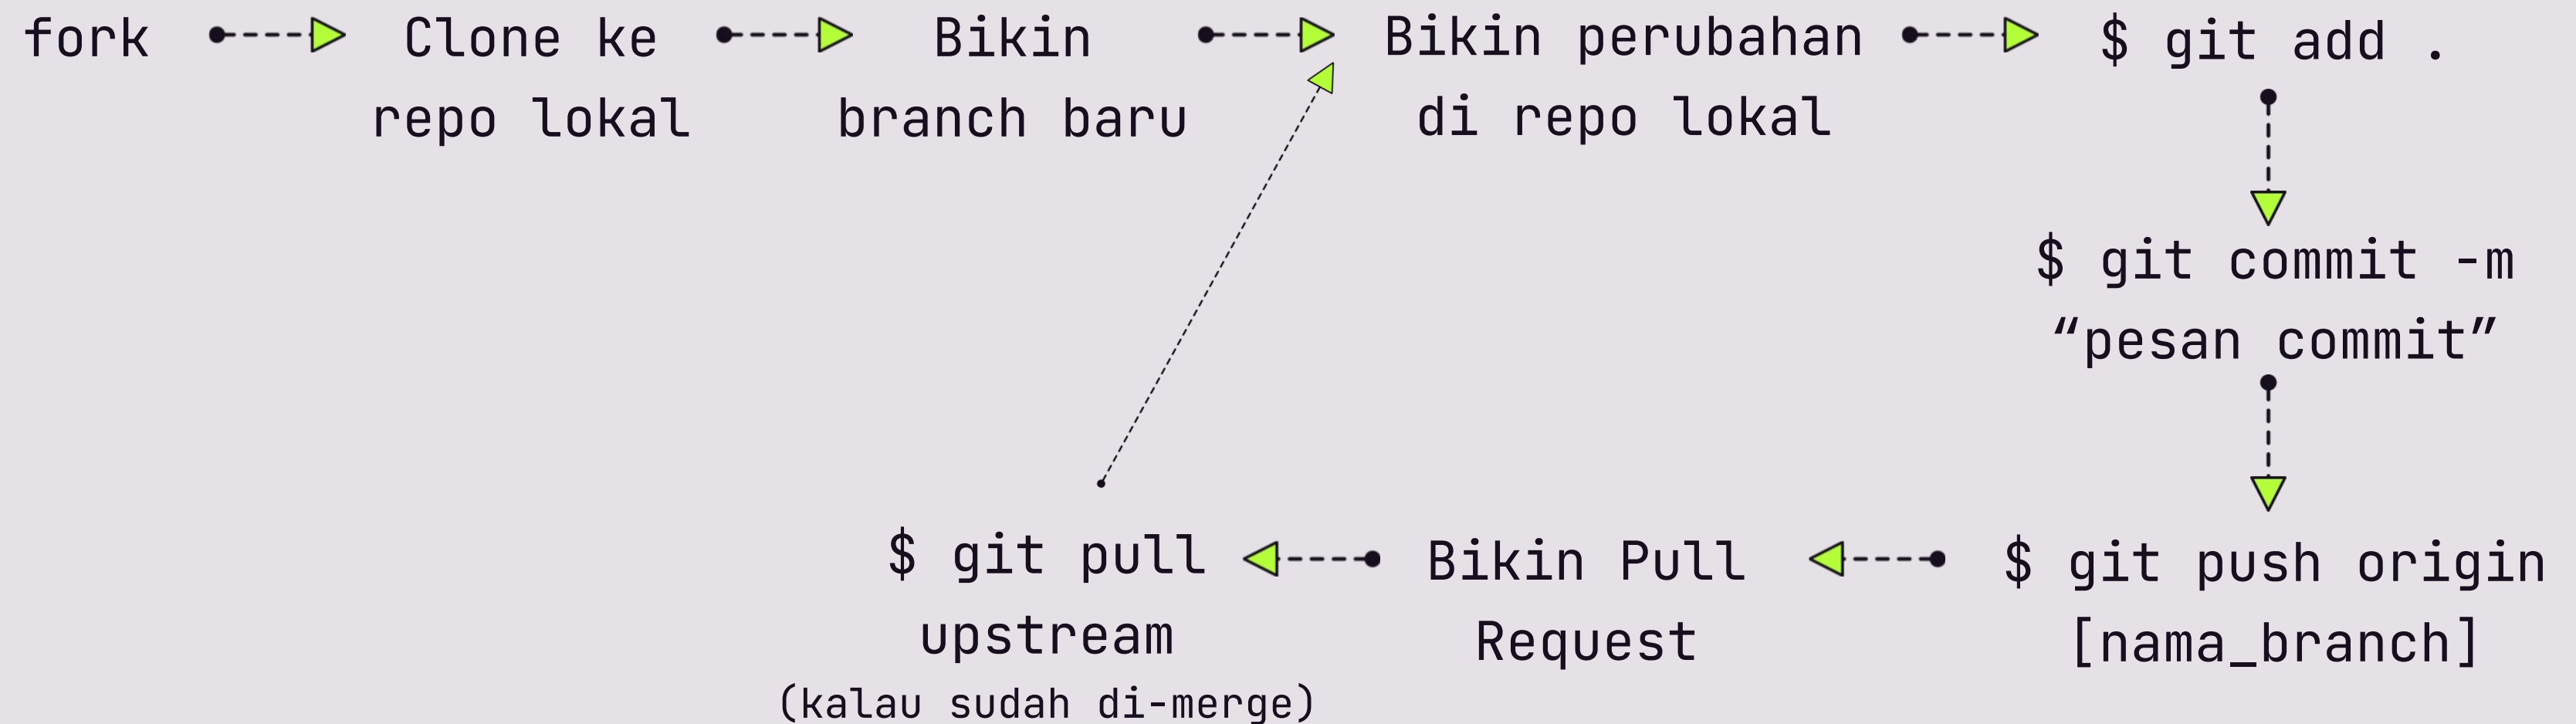 fork
Clone ke
repo lokal
Bikin
branch baru
Bikin perubahan
di repo lokal
$ git add .
$ git commit -m
“pesan commit”
$ git push origin
[nama_branch]
Bikin Pull
Request
$ git pull
upstream
(kalau sudah di-merge)